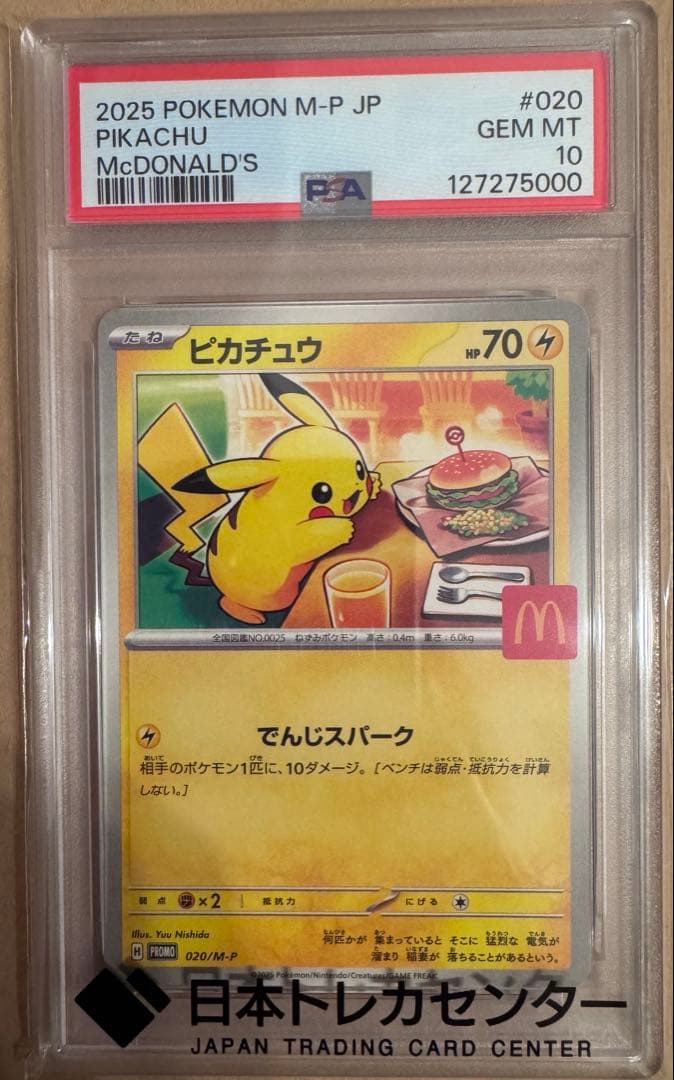 2025 POKEMON M-P JP #020
PIKACHU GEM MT
McDONALD'S 10
PSA 127275000
たね ピカチュウ HP70
M
全国図鑑NO.0025 ねずみポケモン 高さ:0.4m 重さ:6.0kg
でんじスパーク
相手のポケモン1匹に、10ダメージ。[ベンチは弱点・抵抗力を計算
しない。]
弱点 ×2 抵抗力 にげる
Illus. Yuu Nishida
H PROMO 020/M-P
何匹かが 集まっていると そこに 猛烈な 電気が
溜まり 稲妻が 落ちることがあるという。
©2025 Pokémon/Nintendo/Creatures/GAME FREAK
日本トレカセンター
JAPAN TRADING CARD CENTER